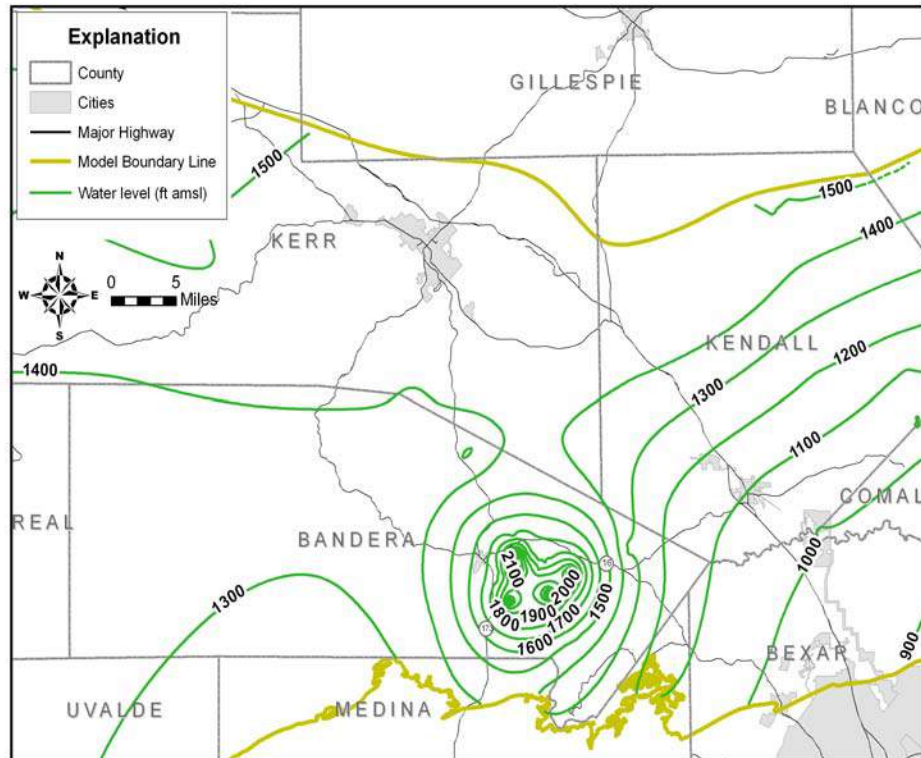 Explanation
County
Cities
Major Highway
Model Boundary Line
Water level (ft amsl)
GILLESPIE
BLANCO
1500
1500
1400
KERR
N
W E
S
0 5
Miles
KENDALL
1200
1300
1400
1100
COMAL
REAL
BANDERA
1000
16
2100
2000
1300
1800
1900
1700
1500
173
1600
900
BEXAR
UVALDE
MEDINA